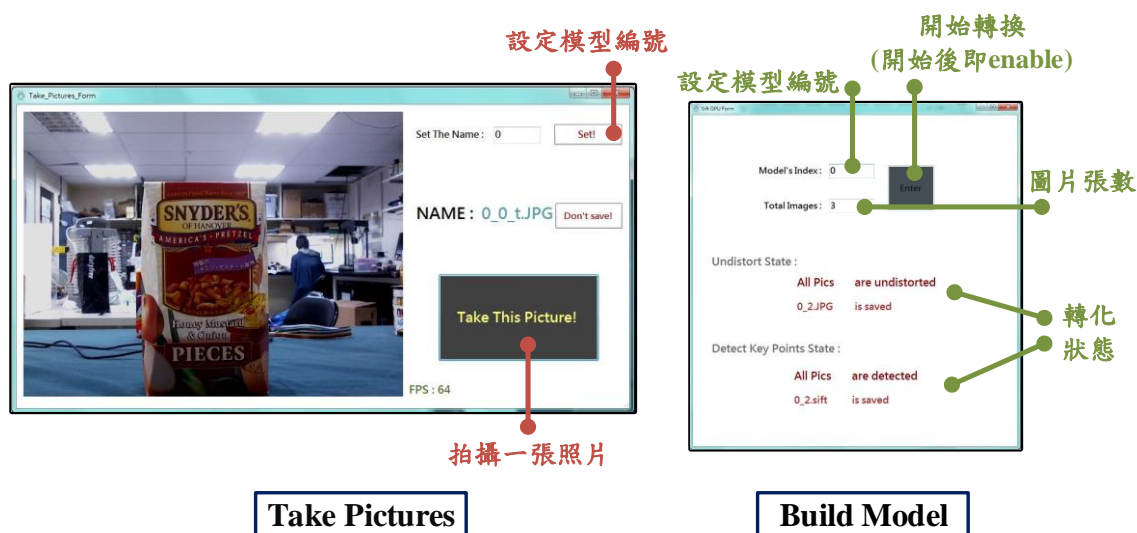 設定模型編號
Take_Pictures_Form
Set The Name :
0
Set!
NAME : 0_0_t.JPG
Don't save!
Take This Picture!
FPS : 64
SNYDER'S
OF HANOVER
AMERICA'S PRETZEL
Honey Mustard
& Onion
PIECES
拍攝一張照片
Take Pictures
開始轉換
(開始後即enable)
設定模型編號
Model's Index :
0
Enter
Total Images :
3
圖片張數
Undistort State :
All Pics are undistorted
0_2.JPG is saved
Detect Key Points State :
All Pics are detected
0_2.sift is saved
轉化
狀態
Build Model